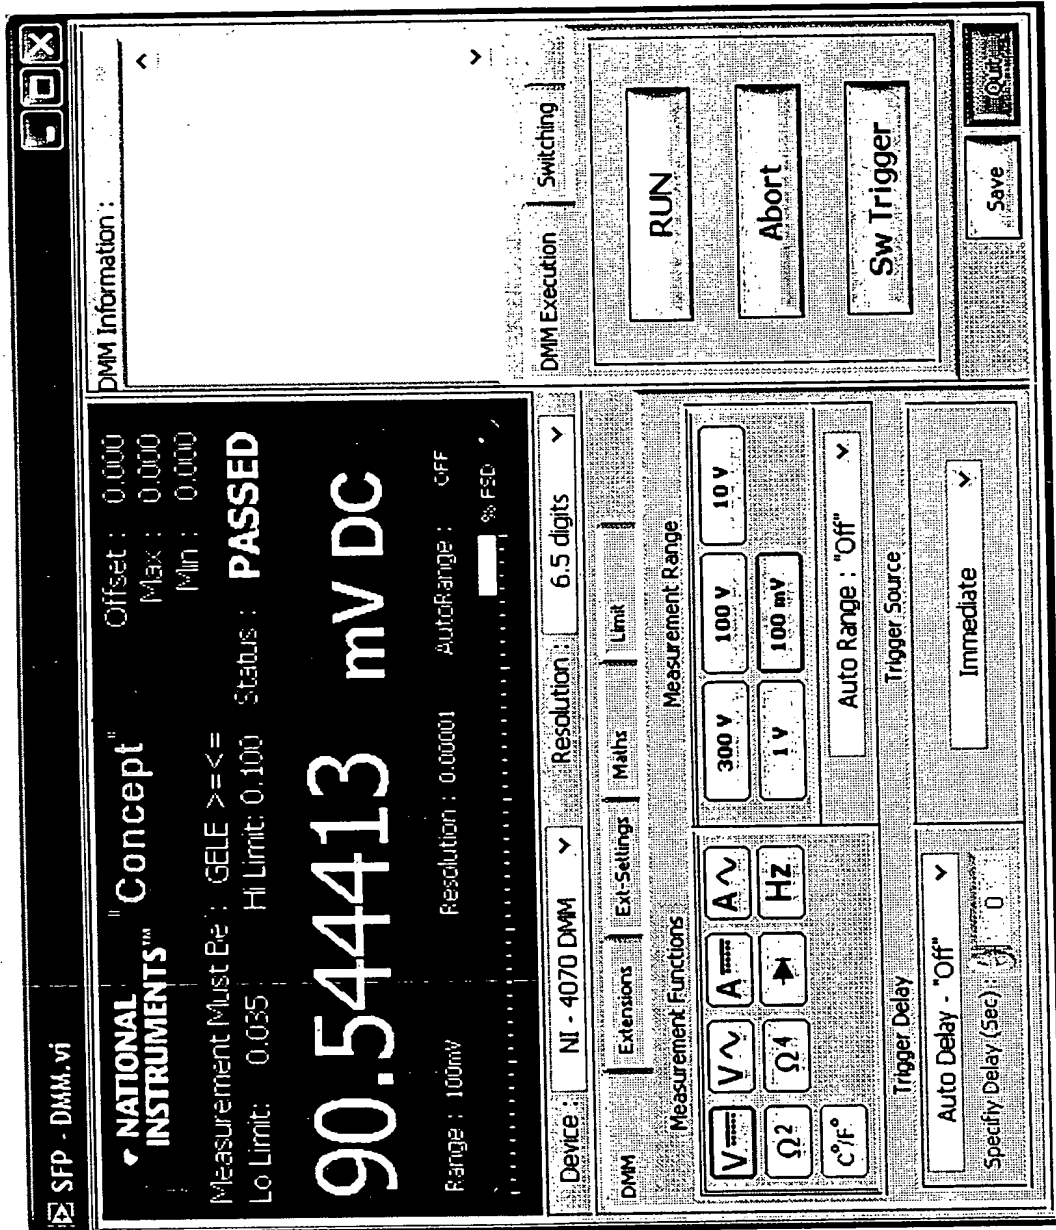 SFP - DMM.vi
NATIONAL
INSTRUMENTS™
"Concept"
Offset : 0.000
Max : 0.000
Min : 0.000
Measurement Must Be : GELE >=<=
Lo Limit: 0.035 Hi Limit: 0.100 Status : PASSED
90.544413 mV DC
Range : 100mV Resolution : 0.00001 AutoRange : OFF
% FSD
DMM Information :
Device : NI - 4070 DMM Resolution : 6.5 digits
DMM Extensions Ext-Settings Maths Limit
Measurement Functions
V V A A
Ω2 Ω4 Hz
C°/F°
Measurement Range
300 V 100 V 10 V
1 V 100 mV
Auto Range : "Off"
Trigger Delay
Auto Delay - "Off"
Specifiy Delay (Sec) : 0
Trigger Source
Immediate
DMM Execution Switching
RUN
Abort
Sw Trigger
Save Quit